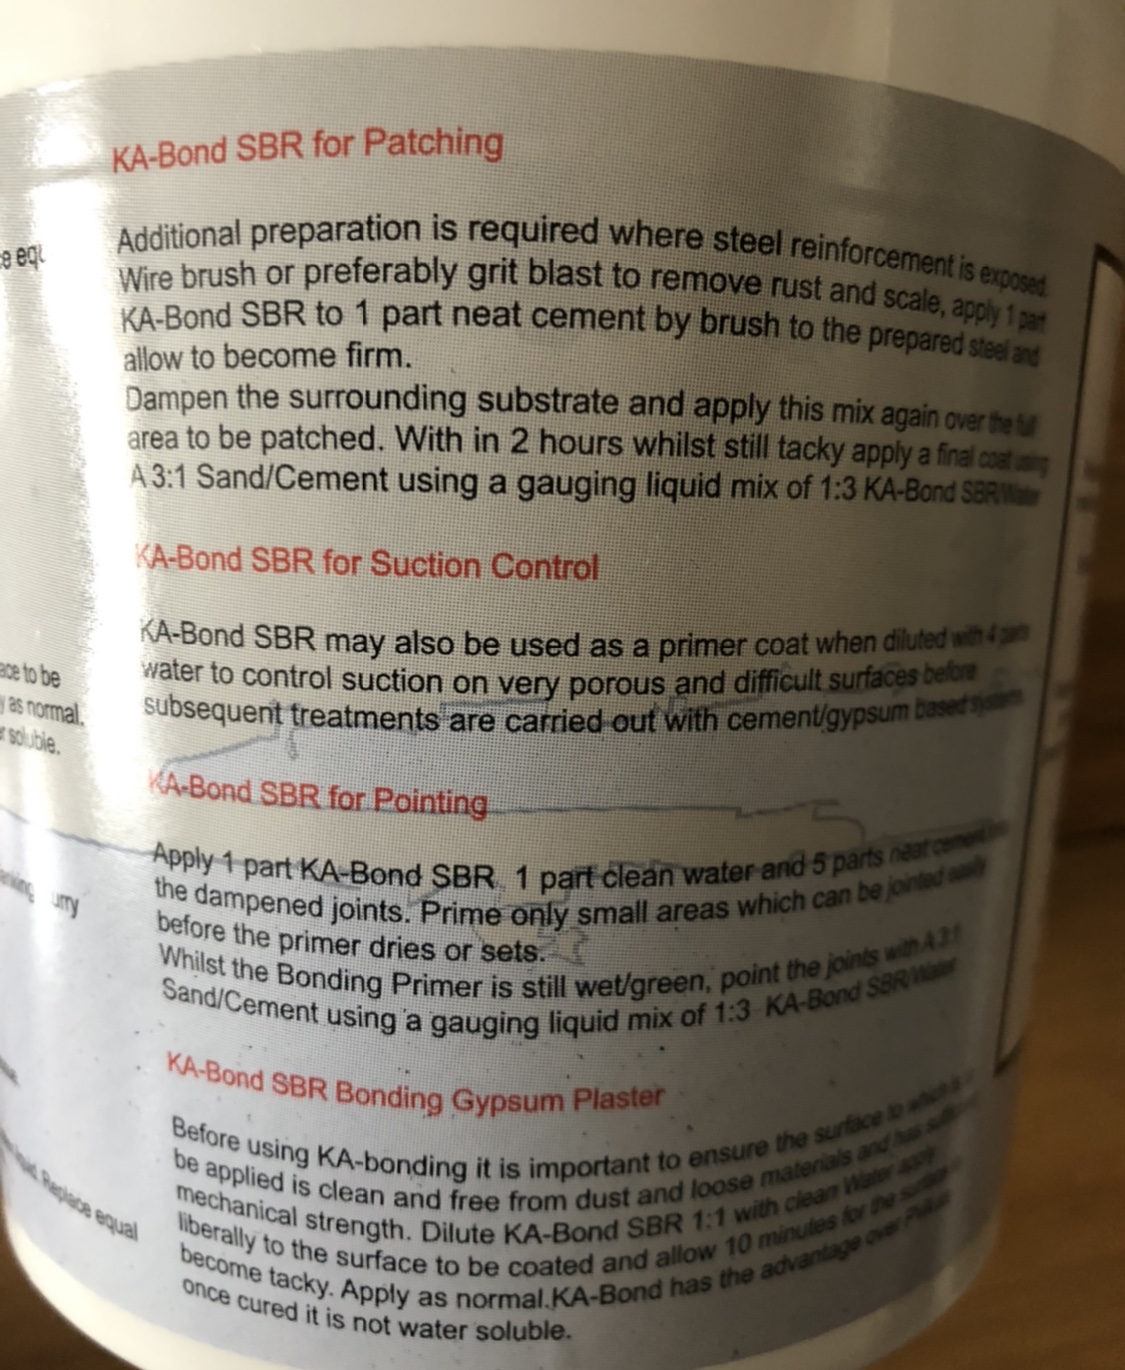 KA-Bond SBR for Patching
Additional preparation is required where steel reinforcement is exposed.
Wire brush or preferably grit blast to remove rust and scale, apply 1 part
KA-Bond SBR to 1 part neat cement by brush to the prepared steel and
allow to become firm.
Dampen the surrounding substrate and apply this mix again over the full
area to be patched. With in 2 hours whilst still tacky apply a final coat using
A 3:1 Sand/Cement using a gauging liquid mix of 1:3 KA-Bond SBR/Water
KA-Bond SBR for Suction Control
KA-Bond SBR may also be used as a primer coat when diluted with 4 parts
water to control suction on very porous and difficult surfaces before
subsequent treatments are carried out with cement/gypsum based systems.
KA-Bond SBR for Pointing
Apply 1 part KA-Bond SBR 1 part clean water and 5 parts neat cement into
the dampened joints. Prime only small areas which can be jointed easily
before the primer dries or sets.
Whilst the Bonding Primer is still wet/green, point the joints with A 3:1
Sand/Cement using a gauging liquid mix of 1:3 KA-Bond SBR/Water
KA-Bond SBR Bonding Gypsum Plaster
Before using KA-bonding it is important to ensure the surface to which is
be applied is clean and free from dust and loose materials and has
mechanical strength. Dilute KA-Bond SBR 1:1 with clean Water apply
liberally to the surface to be coated and allow 10 minutes for the surface
become tacky. Apply as normal.KA-Bond has the advantage over
once cured it is not water soluble.
to be
as normal.
soluble.
Replace equal